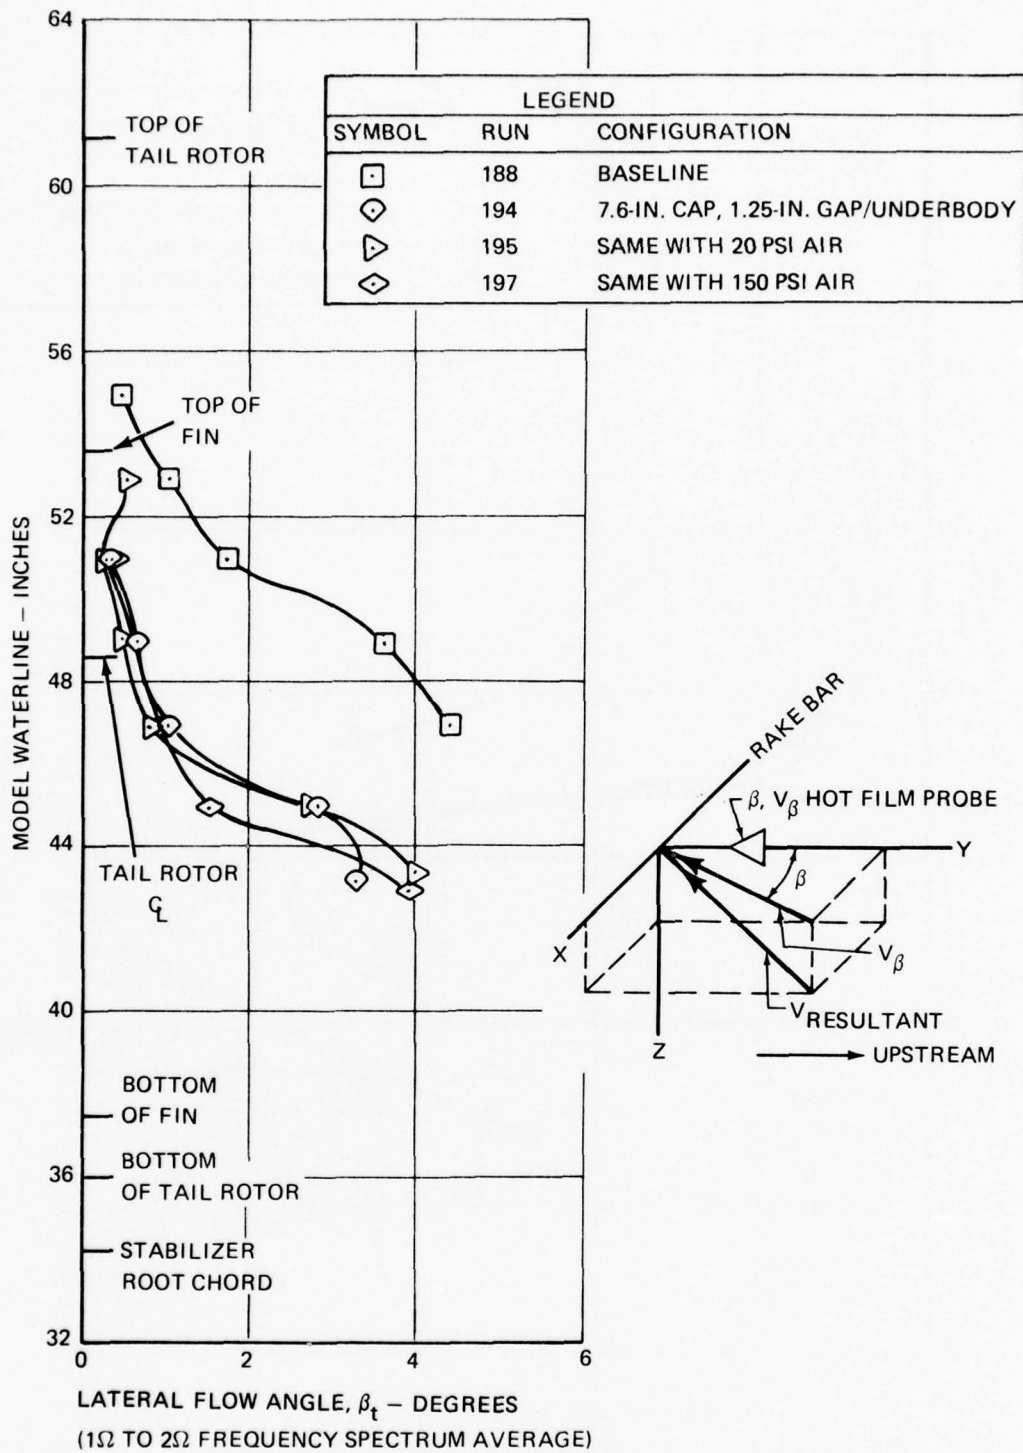 64
TOP OF
TAIL ROTOR
LEGEND
SYMBOL RUN CONFIGURATION
188 BASELINE
194 7.6-IN. CAP, 1.25-IN. GAP/UNDERBODY
195 SAME WITH 20 PSI AIR
197 SAME WITH 150 PSI AIR
60
56
TOP OF
FIN
52
MODEL WATERLINE – INCHES
48
RAKE BAR
β, Vβ HOT FILM PROBE
Y
β
44
TAIL ROTOR
℄
X
Vβ
VRESULTANT
40
Z
UPSTREAM
BOTTOM
OF FIN
BOTTOM
36
OF TAIL ROTOR
STABILIZER
ROOT CHORD
32
0 2 4 6
LATERAL FLOW ANGLE, βt – DEGREES
(1Ω TO 2Ω FREQUENCY SPECTRUM AVERAGE)